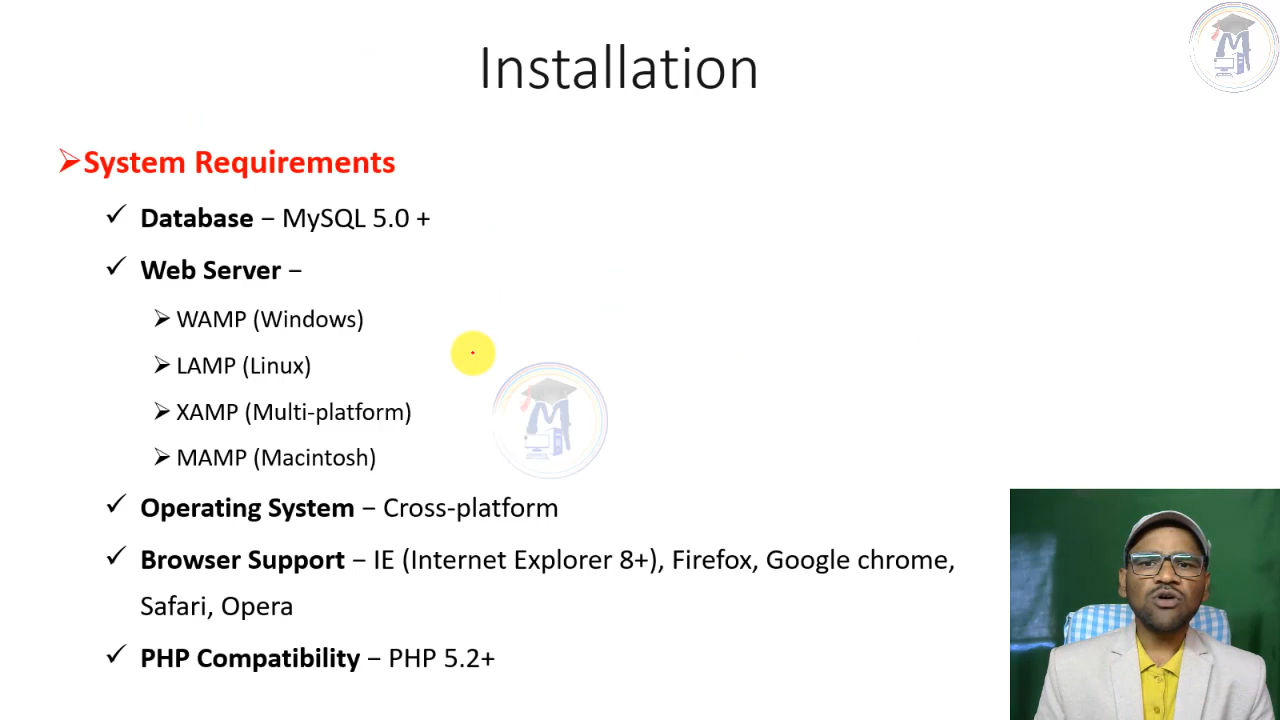 Installation
System Requirements
Database – MySQL 5.0 +
Web Server –
WAMP (Windows)
LAMP (Linux)
XAMP (Multi-platform)
MAMP (Macintosh)
Operating System – Cross-platform
Browser Support – IE (Internet Explorer 8+), Firefox, Google chrome,
Safari, Opera
PHP Compatibility – PHP 5.2+